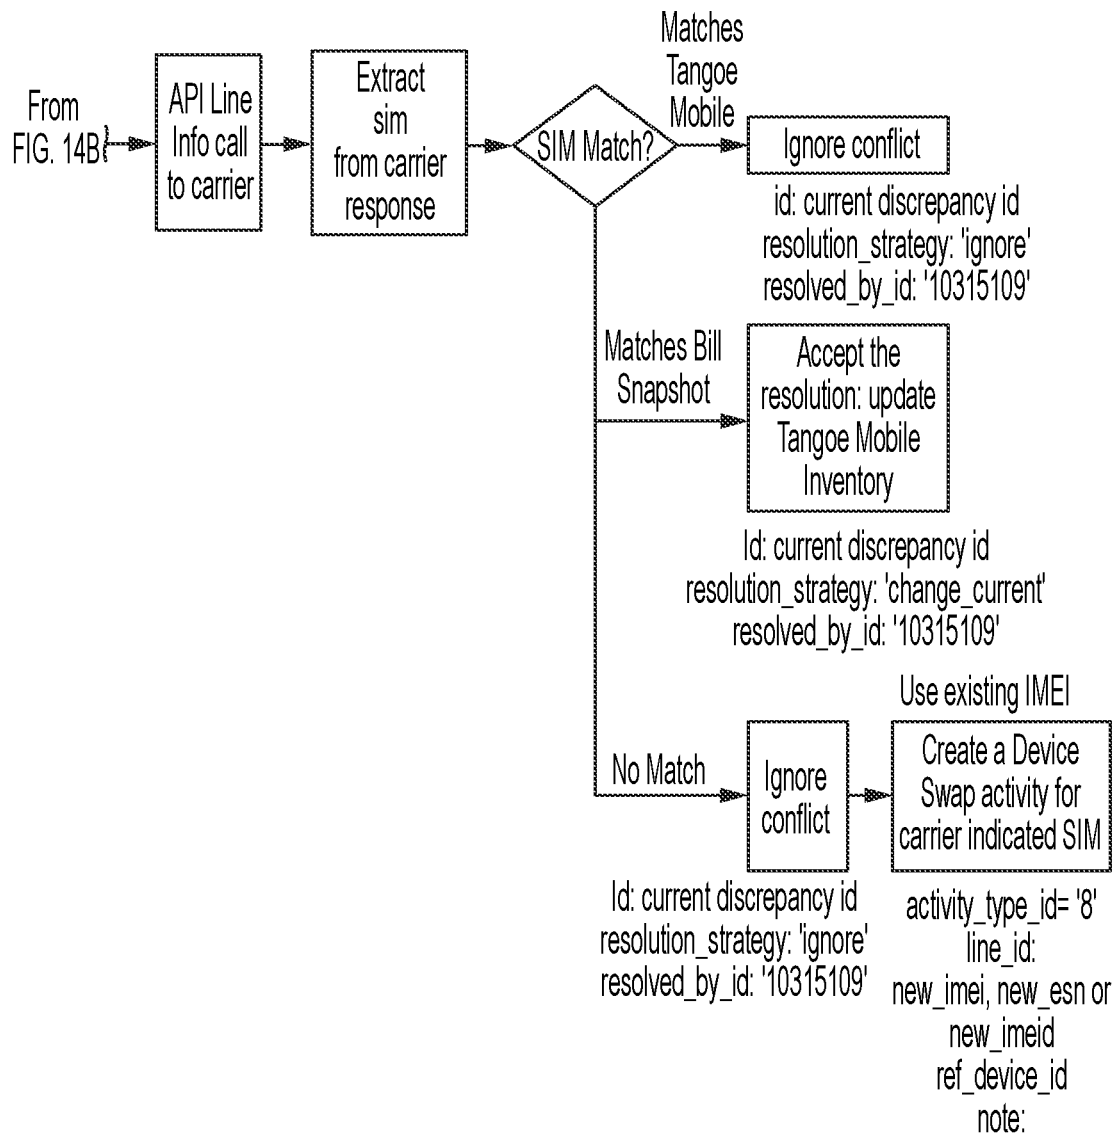 From
FIG. 14B
API Line
Info call
to carrier
Extract
sim
from carrier
response
SIM Match?
Matches
Tangoe
Mobile
Ignore conflict
id: current discrepancy id
resolution_strategy: 'ignore'
resolved_by_id: '10315109'
Matches Bill
Snapshot
Accept the
resolution: update
Tangoe Mobile
Inventory
Id: current discrepancy id
resolution_strategy: 'change_current'
resolved_by_id: '10315109'
No Match
Ignore
conflict
Id: current discrepancy id
resolution_strategy: 'ignore'
resolved_by_id: '10315109'
Use existing IMEI
Create a Device
Swap activity for
carrier indicated SIM
activity_type_id= '8'
line_id:
new_imei, new_esn or
new_imeid
ref_device_id
note: